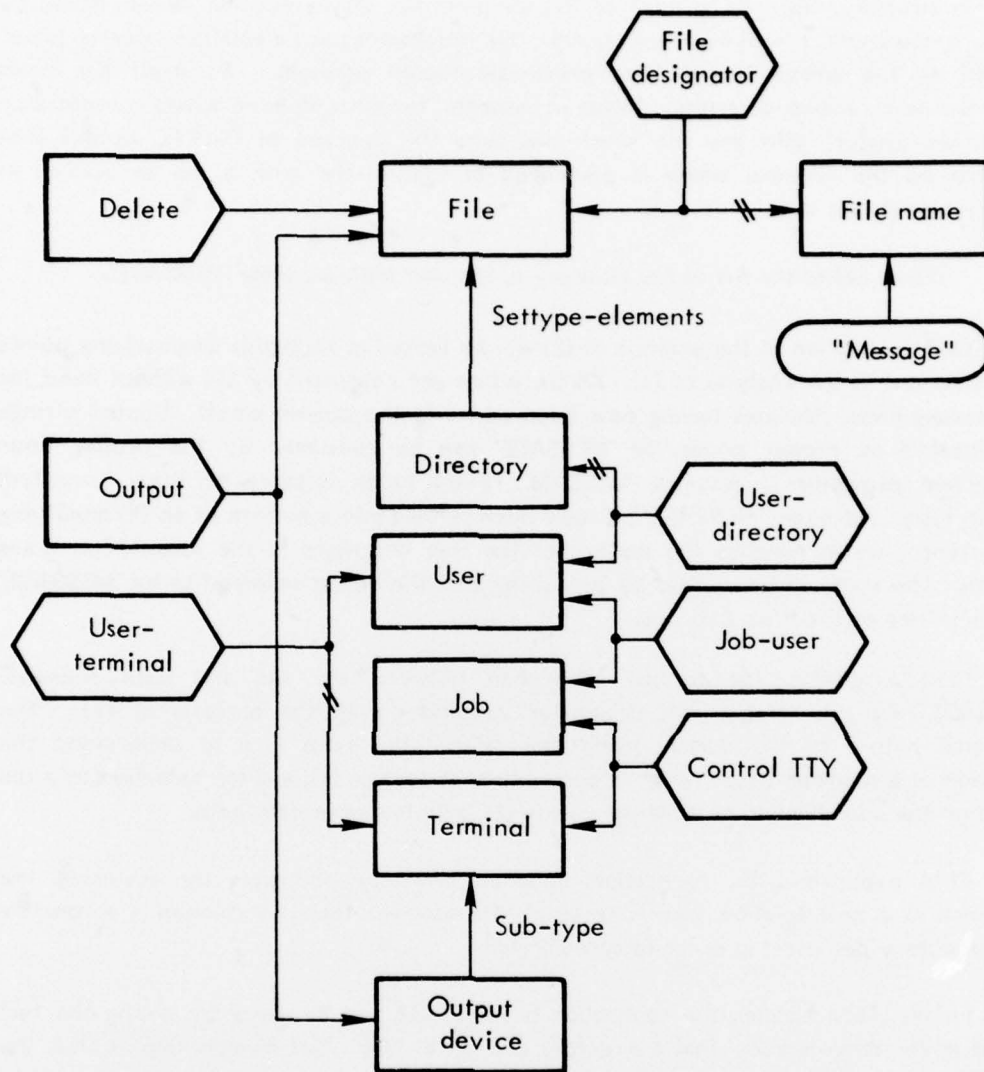 File
designator
Delete
File
File name
Settype-elements
"Message"
Directory
Output
User-
directory
User
User-
terminal
Job-user
Job
Control TTY
Terminal
Sub-type
Output
device